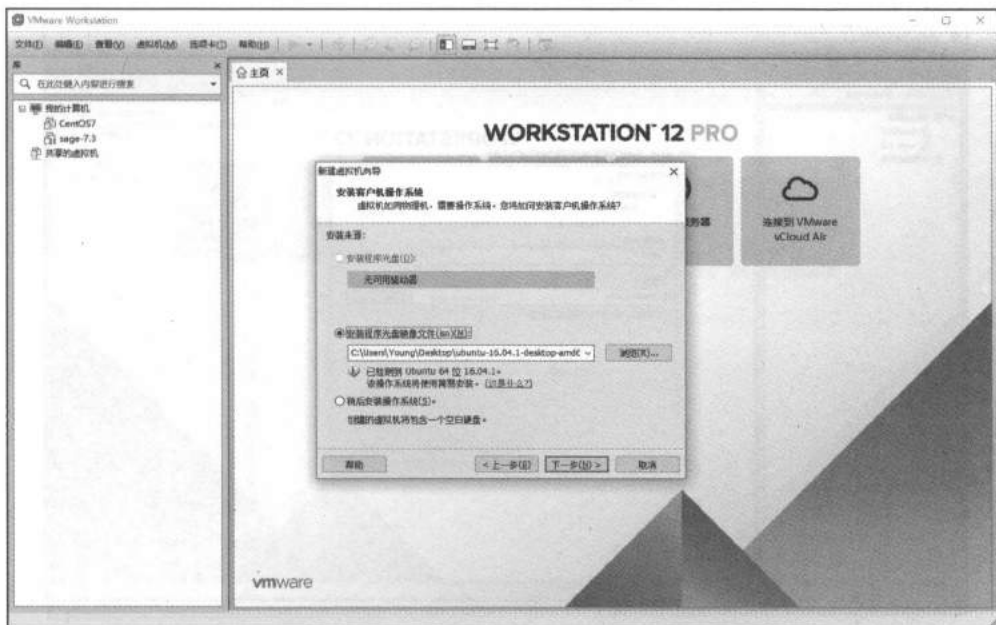 VMware Workstation
文件(F) 编辑(E) 查看(V) 虚拟机(M) 选项卡(T) 帮助(H)
库
在此处键入内容进行搜索
主页
我的计算机
CentOS7
sage-7.3
共享的虚拟机
WORKSTATION™ 12 PRO
务器
连接到 VMware
vCloud Air
新建虚拟机向导
安装客户机操作系统
虚拟机如同物理机，需要操作系统。您将如何安装客户机操作系统?
安装来源:
安装程序光盘(D):
无可用驱动器
安装程序光盘映像文件(iso)(M):
C:\Users\Young\Desktop\ubuntu-16.04.1-desktop-amd6
浏览(R)...
已检测到 Ubuntu 64 位 16.04.1。
该操作系统将使用简易安装。(这是什么?)
稍后安装操作系统(S)。
创建的虚拟机将包含一个空白硬盘。
帮助
< 上一步(B)
下一步(N) >
取消
vmware